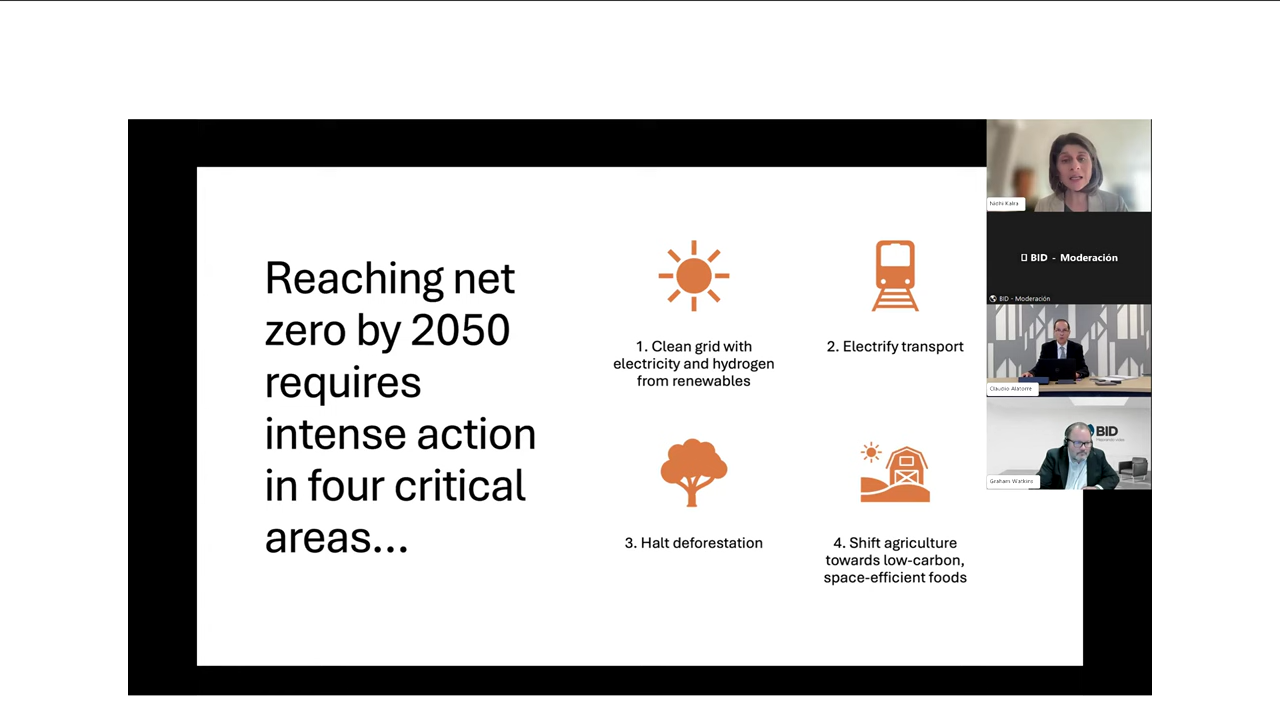 Reaching net
zero by 2050
requires
intense action
in four critical
areas...
1. Clean grid with
electricity and hydrogen
from renewables
2. Electrify transport
3. Halt deforestation
4. Shift agriculture
towards low-carbon,
space-efficient foods
Nidhi Kalra
BID - Moderación
BID - Moderación
Claudio Alatorre
BID
Graham Watkins